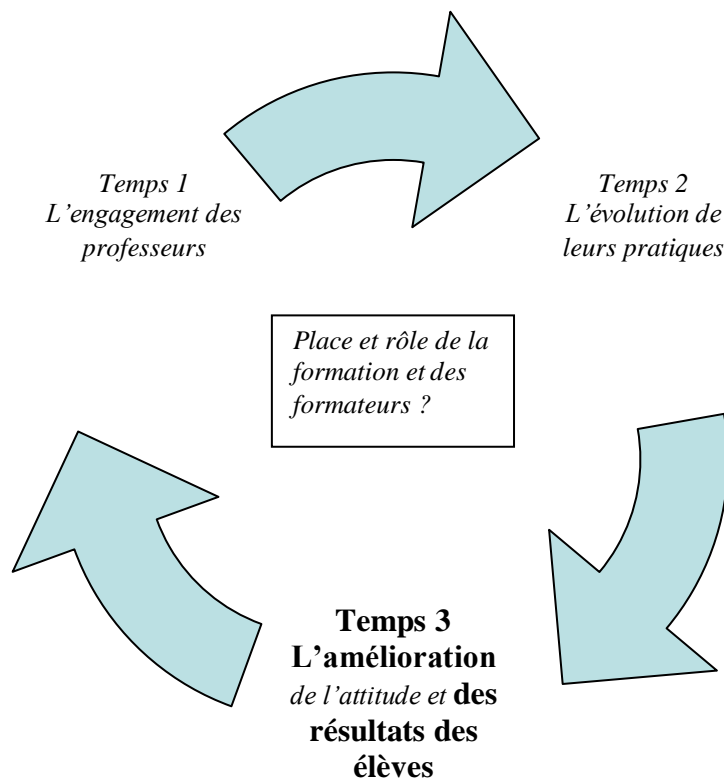 Temps 1
L’engagement des
professeurs
Temps 2
L’évolution de
leurs pratiques
Place et rôle de la
formation et des
formateurs ?
Temps 3
L’amélioration
de l’attitude et des
résultats des
élèves